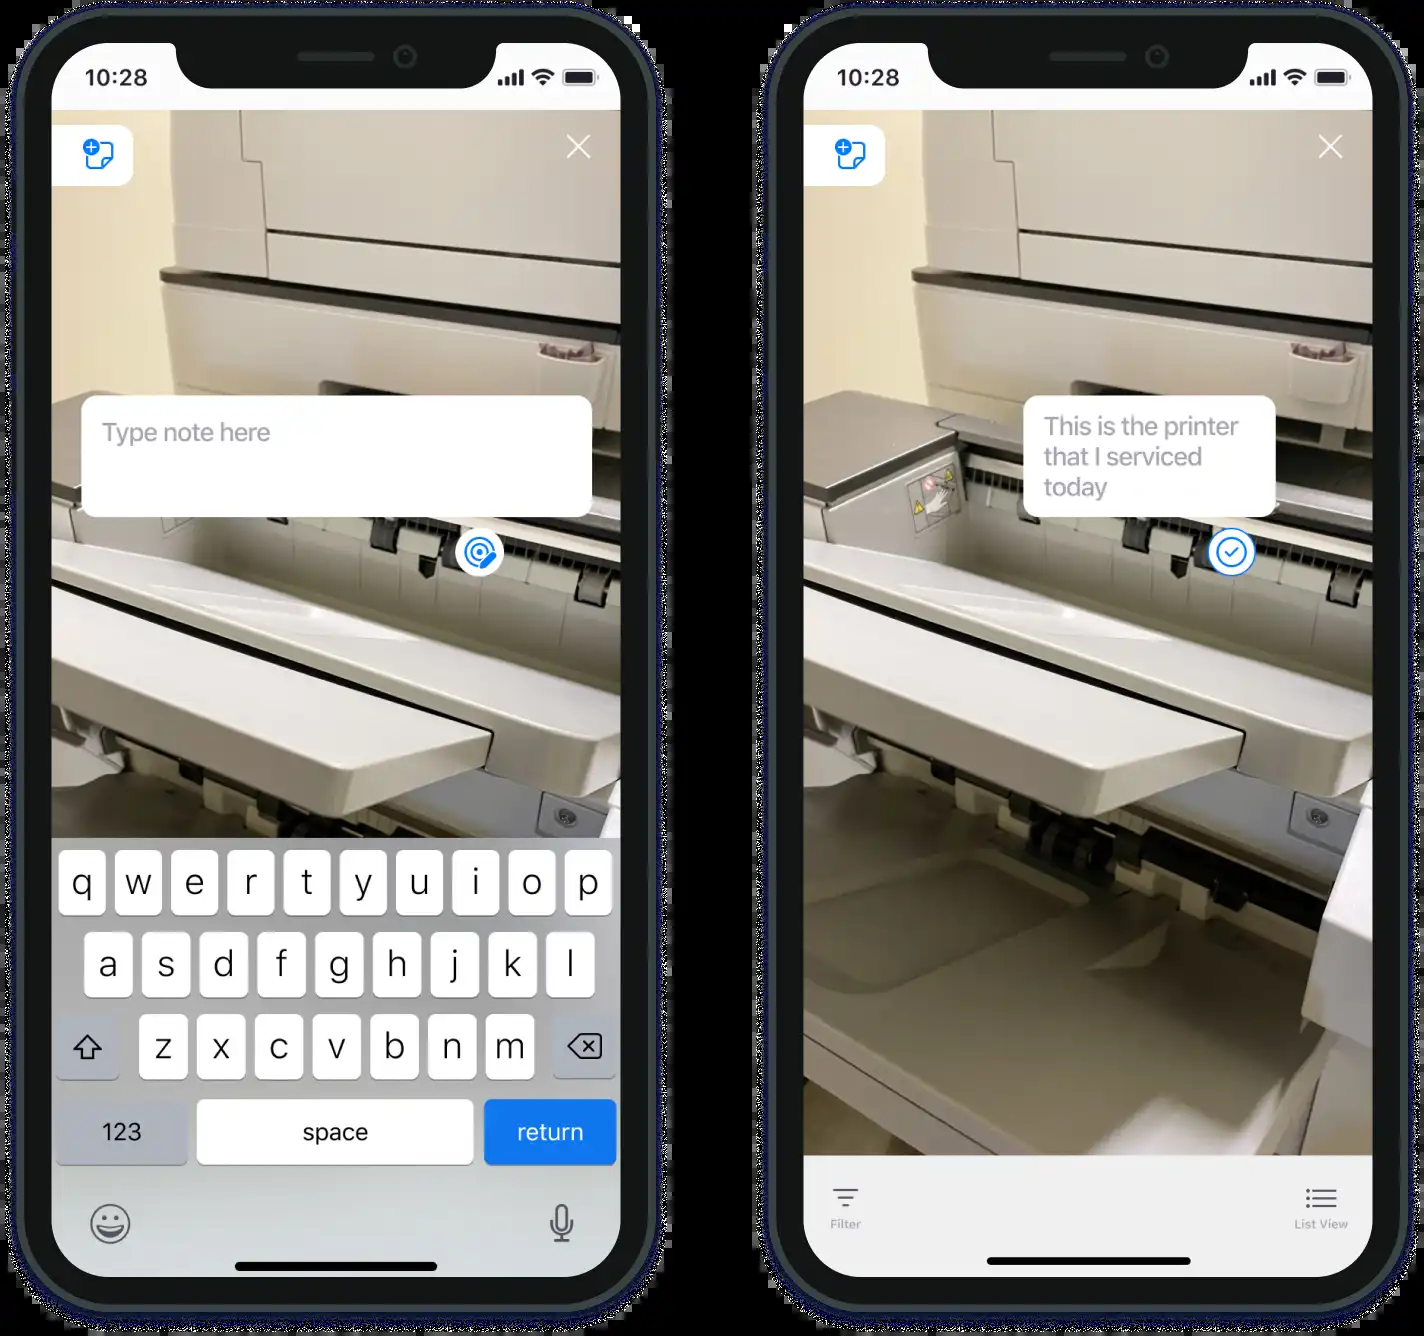 10:28
Type note here
q w e r t y u i o p
a s d f g h j k l
z x c v b n m
123 space return
10:28
This is the printer
that I serviced
today
Filter
List View